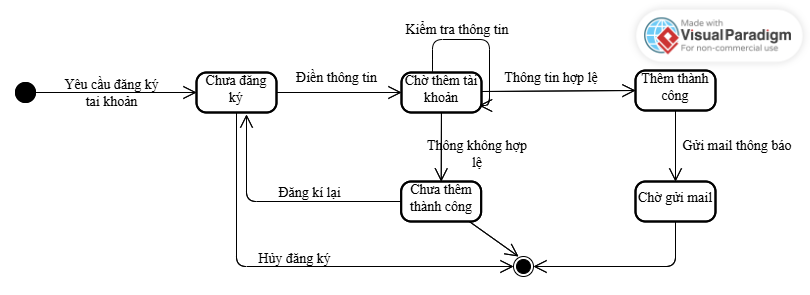 Kiểm tra thông tin
Made with
VisualParadigm
For non-commercial use
Yêu cầu đăng ký
tai khoản
Chưa đăng
ký
Điền thông tin
Chờ thêm tài
khoản
Thông tin hợp lệ
Thêm thành
công
Thông không hợp
lệ
Gửi mail thông báo
Đăng kí lại
Chưa thêm
thành công
Chờ gửi mail
Hủy đăng ký